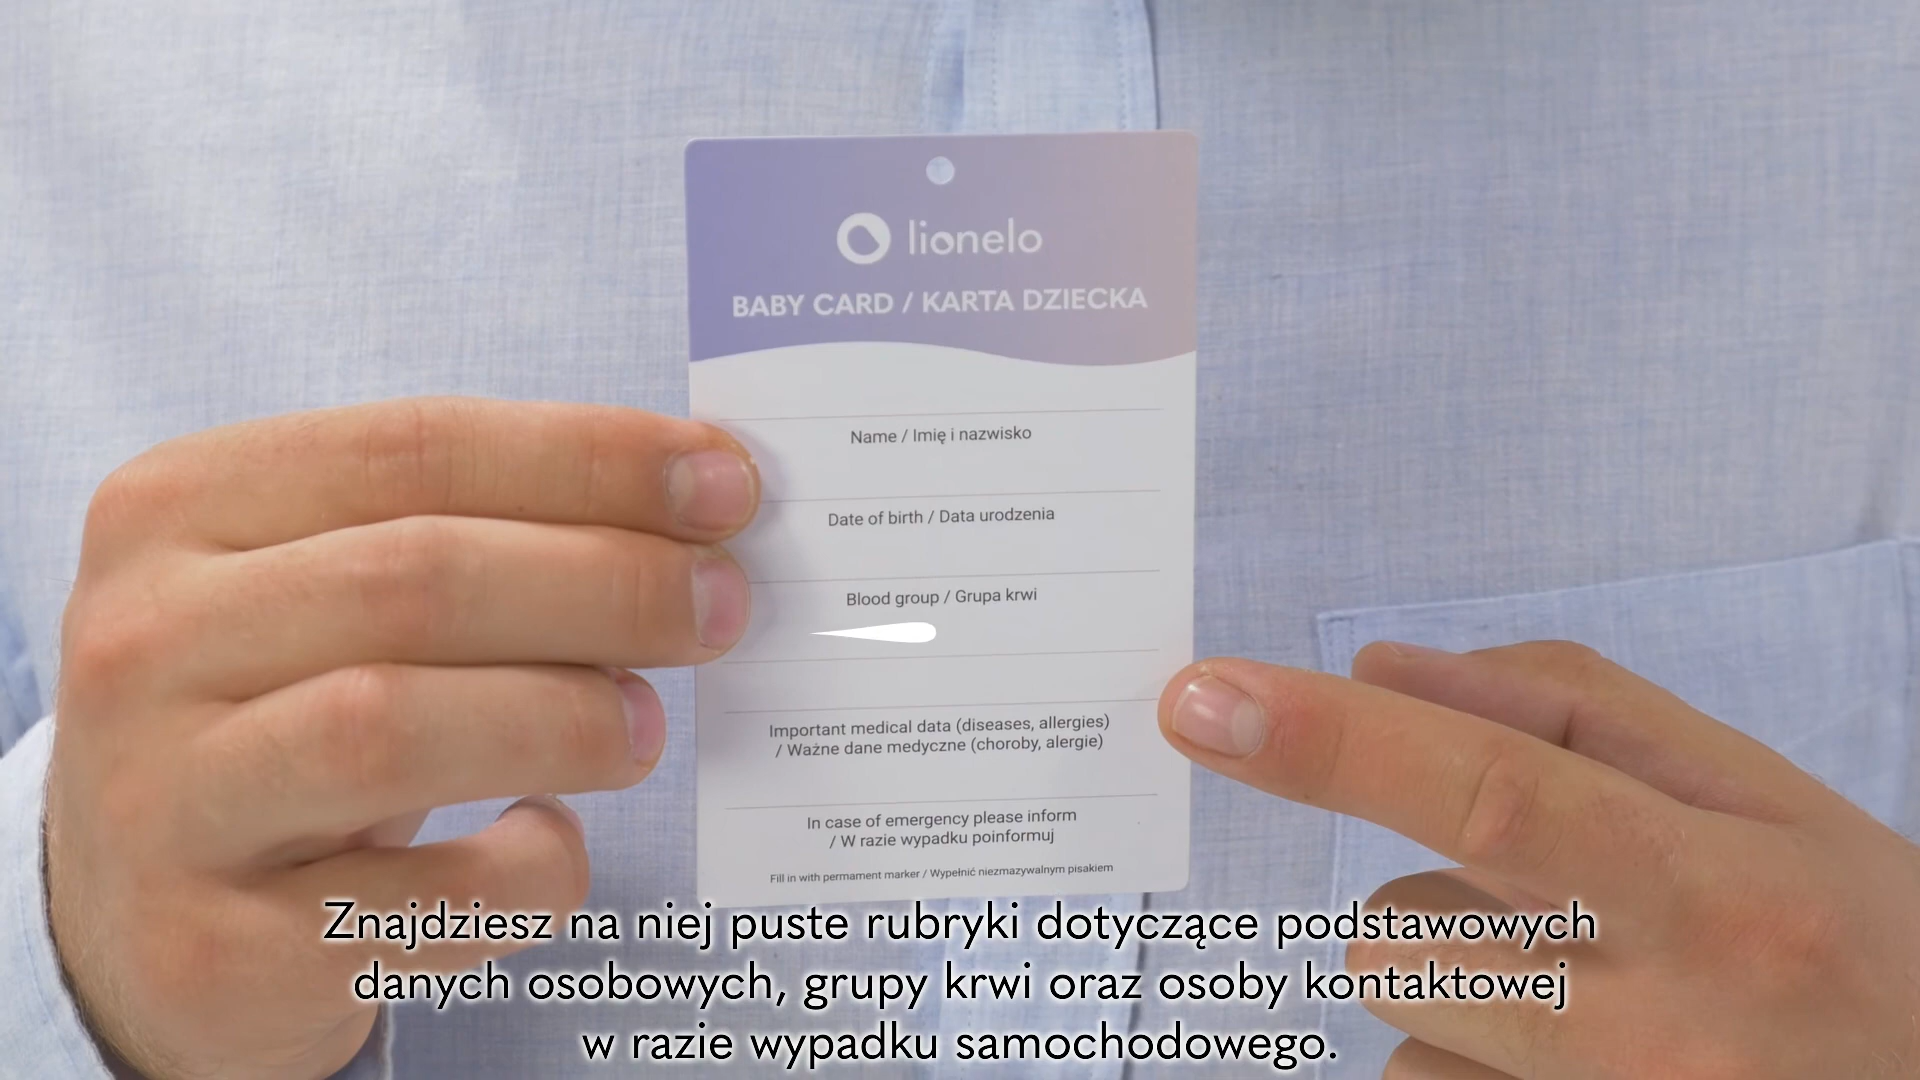 lionelo
BABY CARD / KARTA DZIECKA
Name / Imię i nazwisko
Date of birth / Data urodzenia
Blood group / Grupa krwi
Important medical data (diseases, allergies)
/ Ważne dane medyczne (choroby, alergie)
In case of emergency please inform
/ W razie wypadku poinformuj
Fill in with permament marker / Wypełnić niezmazywalnym pisakiem
Znajdziesz na niej puste rubryki dotyczące podstawowych
danych osobowych, grupy krwi oraz osoby kontaktowej
w razie wypadku samochodowego.